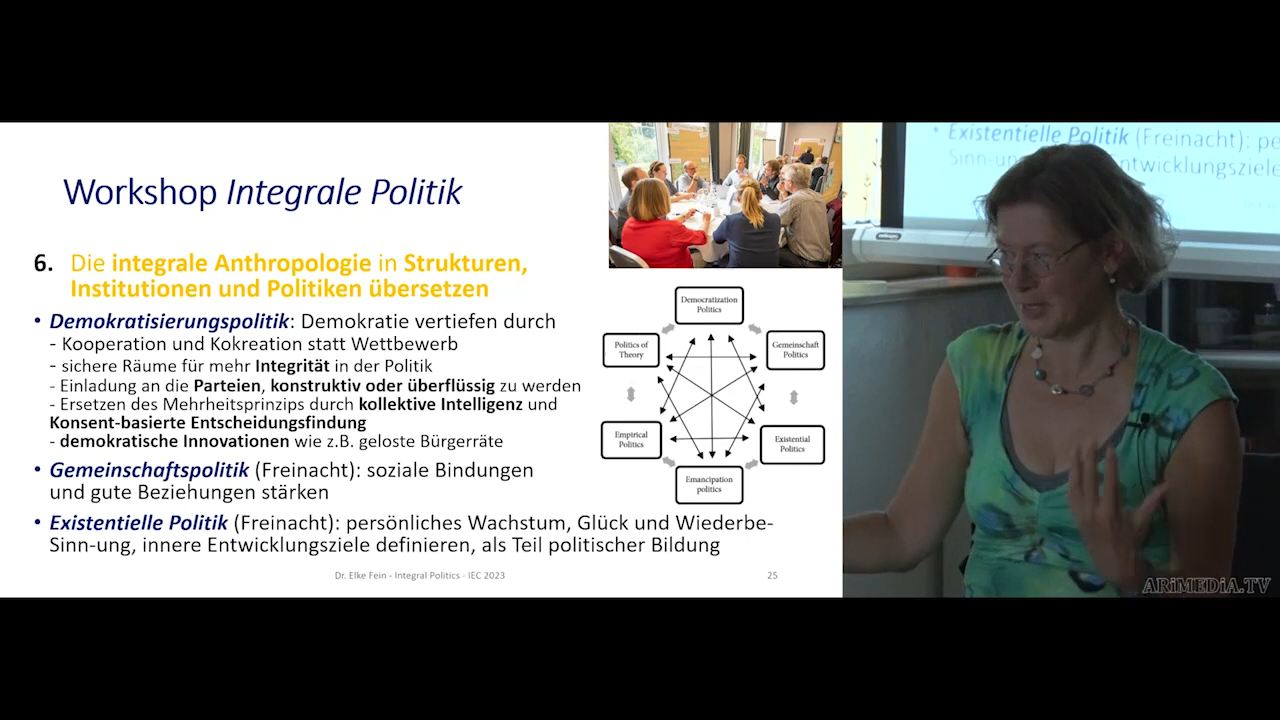 Workshop Integrale Politik
6. Die integrale Anthropologie in Strukturen,
Institutionen und Politiken übersetzen
• Demokratisierungspolitik: Demokratie vertiefen durch
- Kooperation und Kokreation statt Wettbewerb
- sichere Räume für mehr Integrität in der Politik
- Einladung an die Parteien, konstruktiv oder überflüssig zu werden
- Ersetzen des Mehrheitsprinzips durch kollektive Intelligenz und
Konsent-basierte Entscheidungsfindung
- demokratische Innovationen wie z.B. geloste Bürgerräte
• Gemeinschaftspolitik (Freinacht): soziale Bindungen
und gute Beziehungen stärken
• Existentielle Politik (Freinacht): persönliches Wachstum, Glück und Wiederbe-
Sinn-ung, innere Entwicklungsziele definieren, als Teil politischer Bildung
Dr. Elke Fein - Integral Politics - IEC 2023
25
Democratization
Politics
Politics of
Theory
Gemeinschaft
Politics
Empirical
Politics
Existential
Politics
Emancipation
politics
• Existentielle Politik (Freinacht): pe
Sinn-un
entwicklungsziele
ARiMEDiA.TV